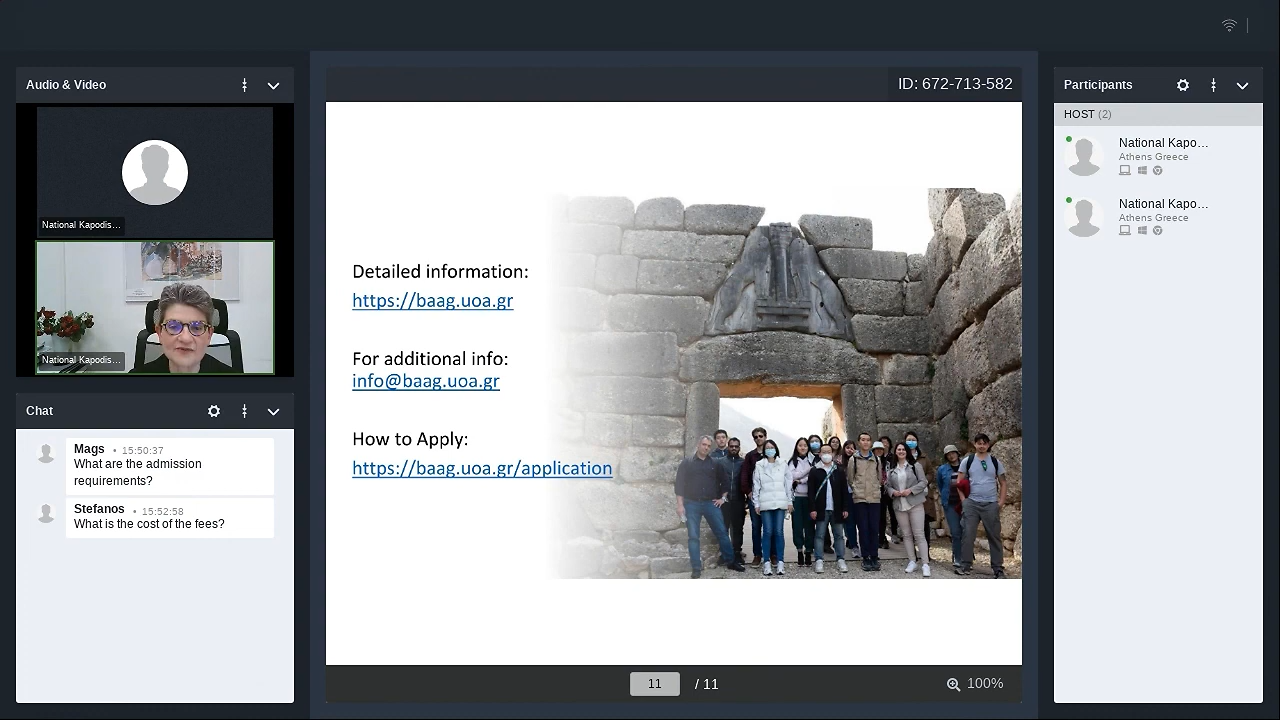 Audio & Video
National Kapodis...
National Kapodis...
Chat
Mags • 15:50:37
What are the admission
requirements?
Stefanos • 15:52:58
What is the cost of the fees?
ID: 672-713-582
Detailed information:
https://baag.uoa.gr
For additional info:
info@baag.uoa.gr
How to Apply:
https://baag.uoa.gr/application
11 / 11
100%
Participants
HOST (2)
National Kapo...
Athens Greece
National Kapo...
Athens Greece